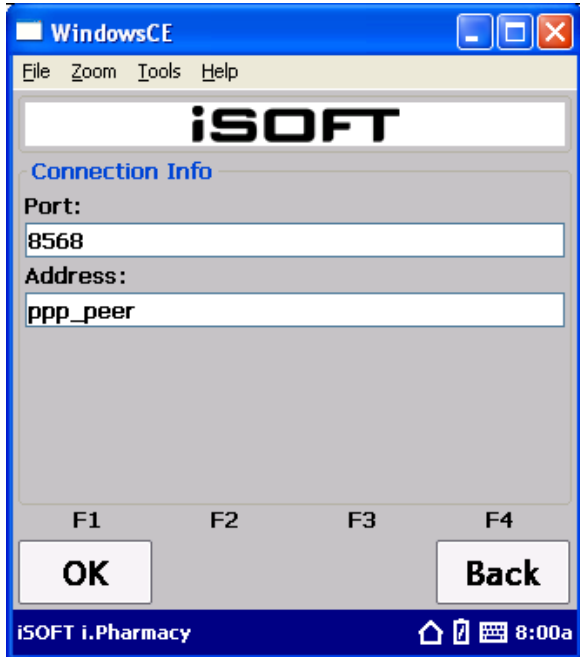 WindowsCE
File Zoom Tools Help
iSOFT
Connection Info
Port:
8568
Address:
ppp_peer
F1 F2 F3 F4
OK Back
iSOFT i.Pharmacy 8:00a